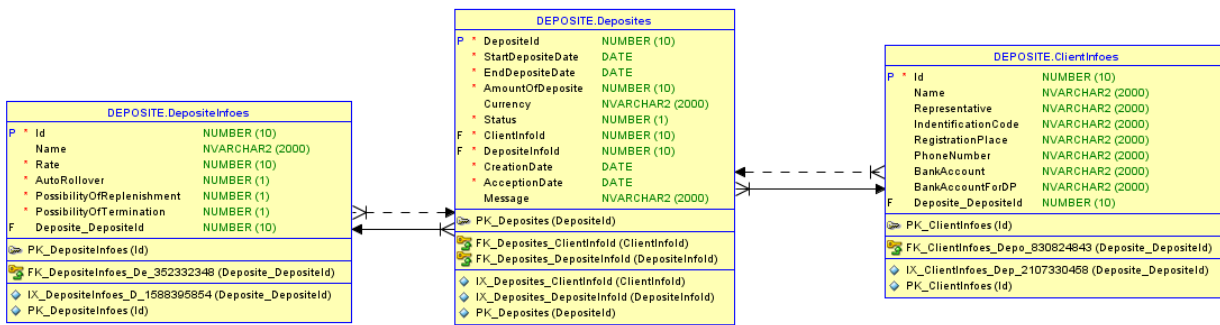 DEPOSITE.DepositeInfoes
P * Id NUMBER (10)
Name NVARCHAR2 (2000)
* Rate NUMBER (10)
* AutoRollover NUMBER (1)
* PossibilityOfReplenishment NUMBER (1)
* PossibilityOfTermination NUMBER (1)
F Deposite_DepositeId NUMBER (10)
PK_DepositeInfoes (Id)
FK_DepositeInfoes_De_352332348 (Deposite_DepositeId)
IX_DepositeInfoes_D_1588395854 (Deposite_DepositeId)
PK_DepositeInfoes (Id)
DEPOSITE.Deposites
P * DepositeId NUMBER (10)
* StartDepositeDate DATE
* EndDepositeDate DATE
* AmountOfDeposite NUMBER (10)
Currency NVARCHAR2 (2000)
* Status NUMBER (1)
F * ClientInfoId NUMBER (10)
F * DepositeInfoId NUMBER (10)
* CreationDate DATE
* AcceptionDate DATE
Message NVARCHAR2 (2000)
PK_Deposites (DepositeId)
FK_Deposites_ClientInfoId (ClientInfoId)
FK_Deposites_DepositeInfoId (DepositeInfoId)
IX_Deposites_ClientInfoId (ClientInfoId)
IX_Deposites_DepositeInfoId (DepositeInfoId)
PK_Deposites (DepositeId)
DEPOSITE.ClientInfoes
P * Id NUMBER (10)
Name NVARCHAR2 (2000)
Representative NVARCHAR2 (2000)
IndentificationCode NVARCHAR2 (2000)
RegistrationPlace NVARCHAR2 (2000)
PhoneNumber NVARCHAR2 (2000)
BankAccount NVARCHAR2 (2000)
BankAccountForDP NVARCHAR2 (2000)
F Deposite_DepositeId NUMBER (10)
PK_ClientInfoes (Id)
FK_ClientInfoes_Depo_830824843 (Deposite_DepositeId)
IX_ClientInfoes_Dep_2107330458 (Deposite_DepositeId)
PK_ClientInfoes (Id)